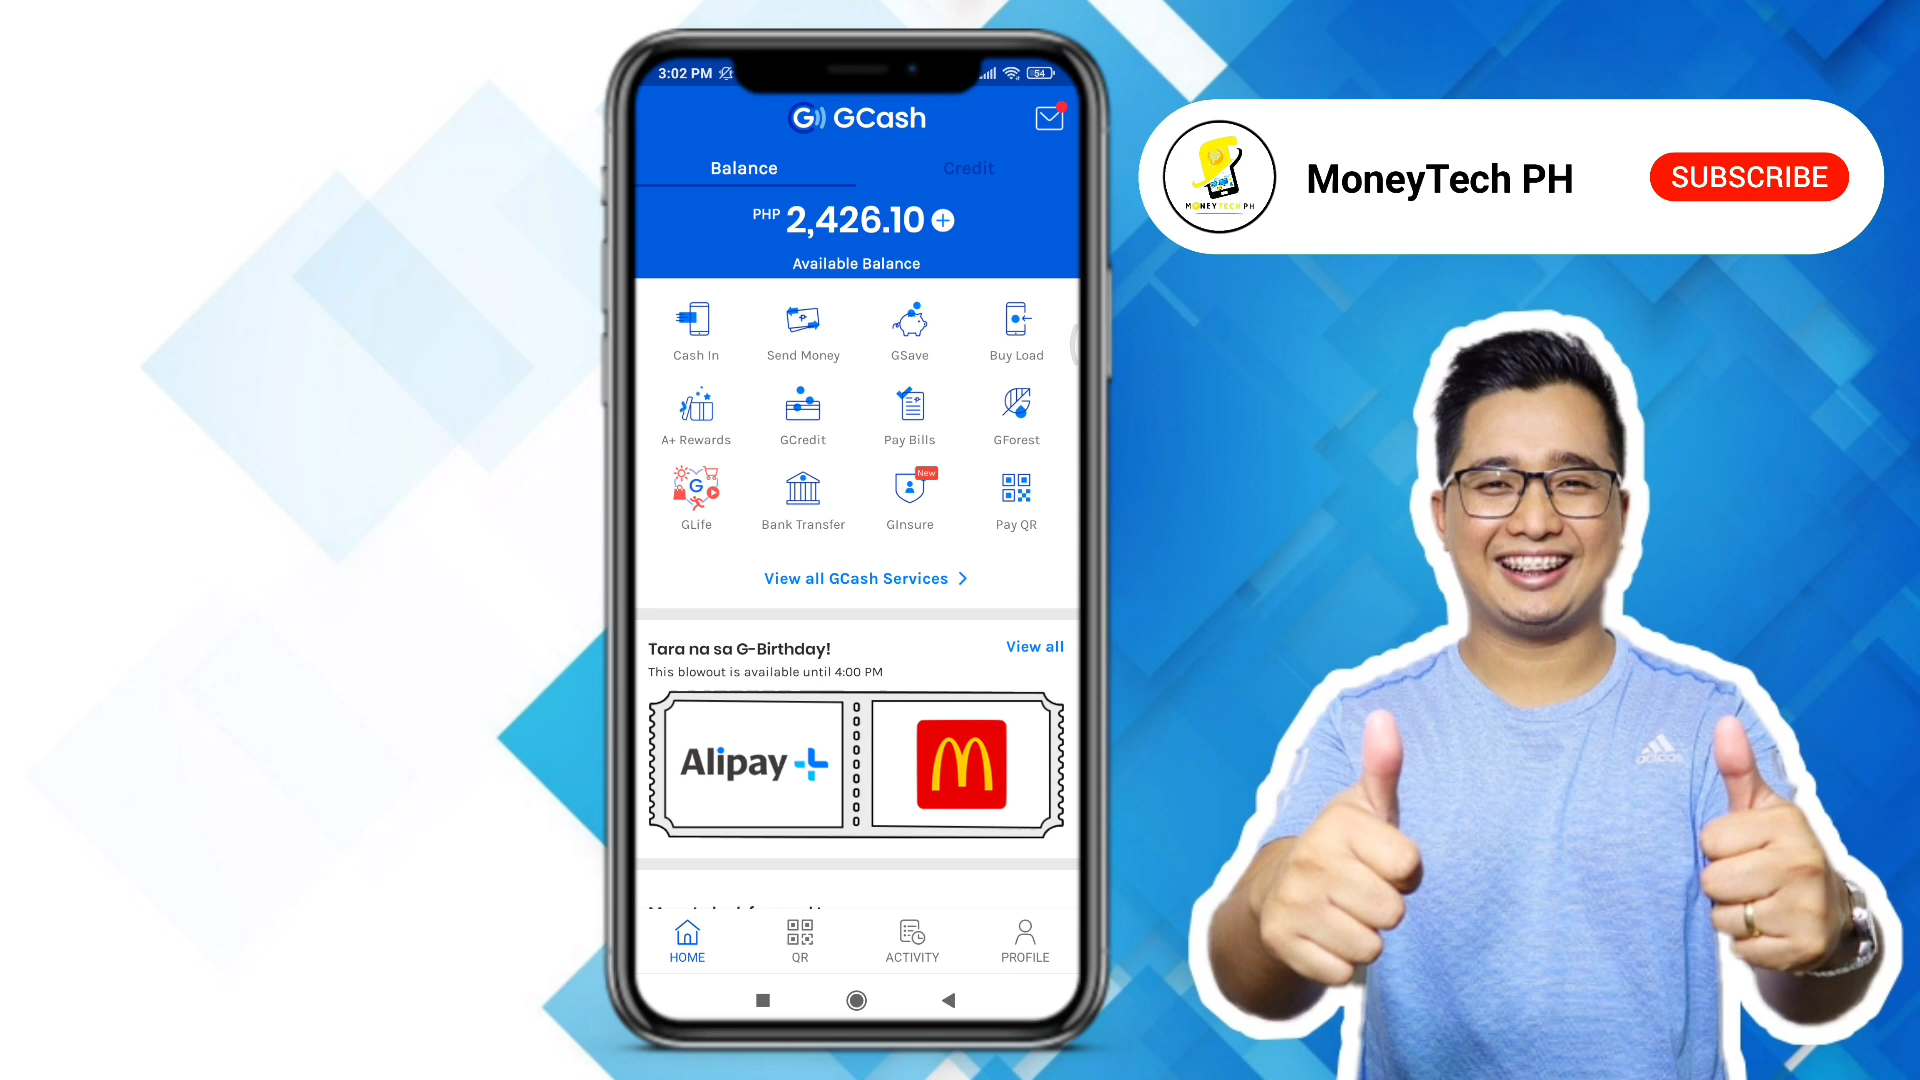 3:02 PM
54
G GCash
Balance
Credit
PHP 2,426.10
Available Balance
Cash In
Send Money
GSave
Buy Load
A+ Rewards
GCredit
Pay Bills
GForest
G
New
GLife
Bank Transfer
GInsure
Pay QR
View all GCash Services
Tara na sa G-Birthday!
View all
This blowout is available until 4:00 PM
Alipay
HOME
QR
ACTIVITY
PROFILE
MONEYTECH PH
MoneyTech PH
SUBSCRIBE
adidas